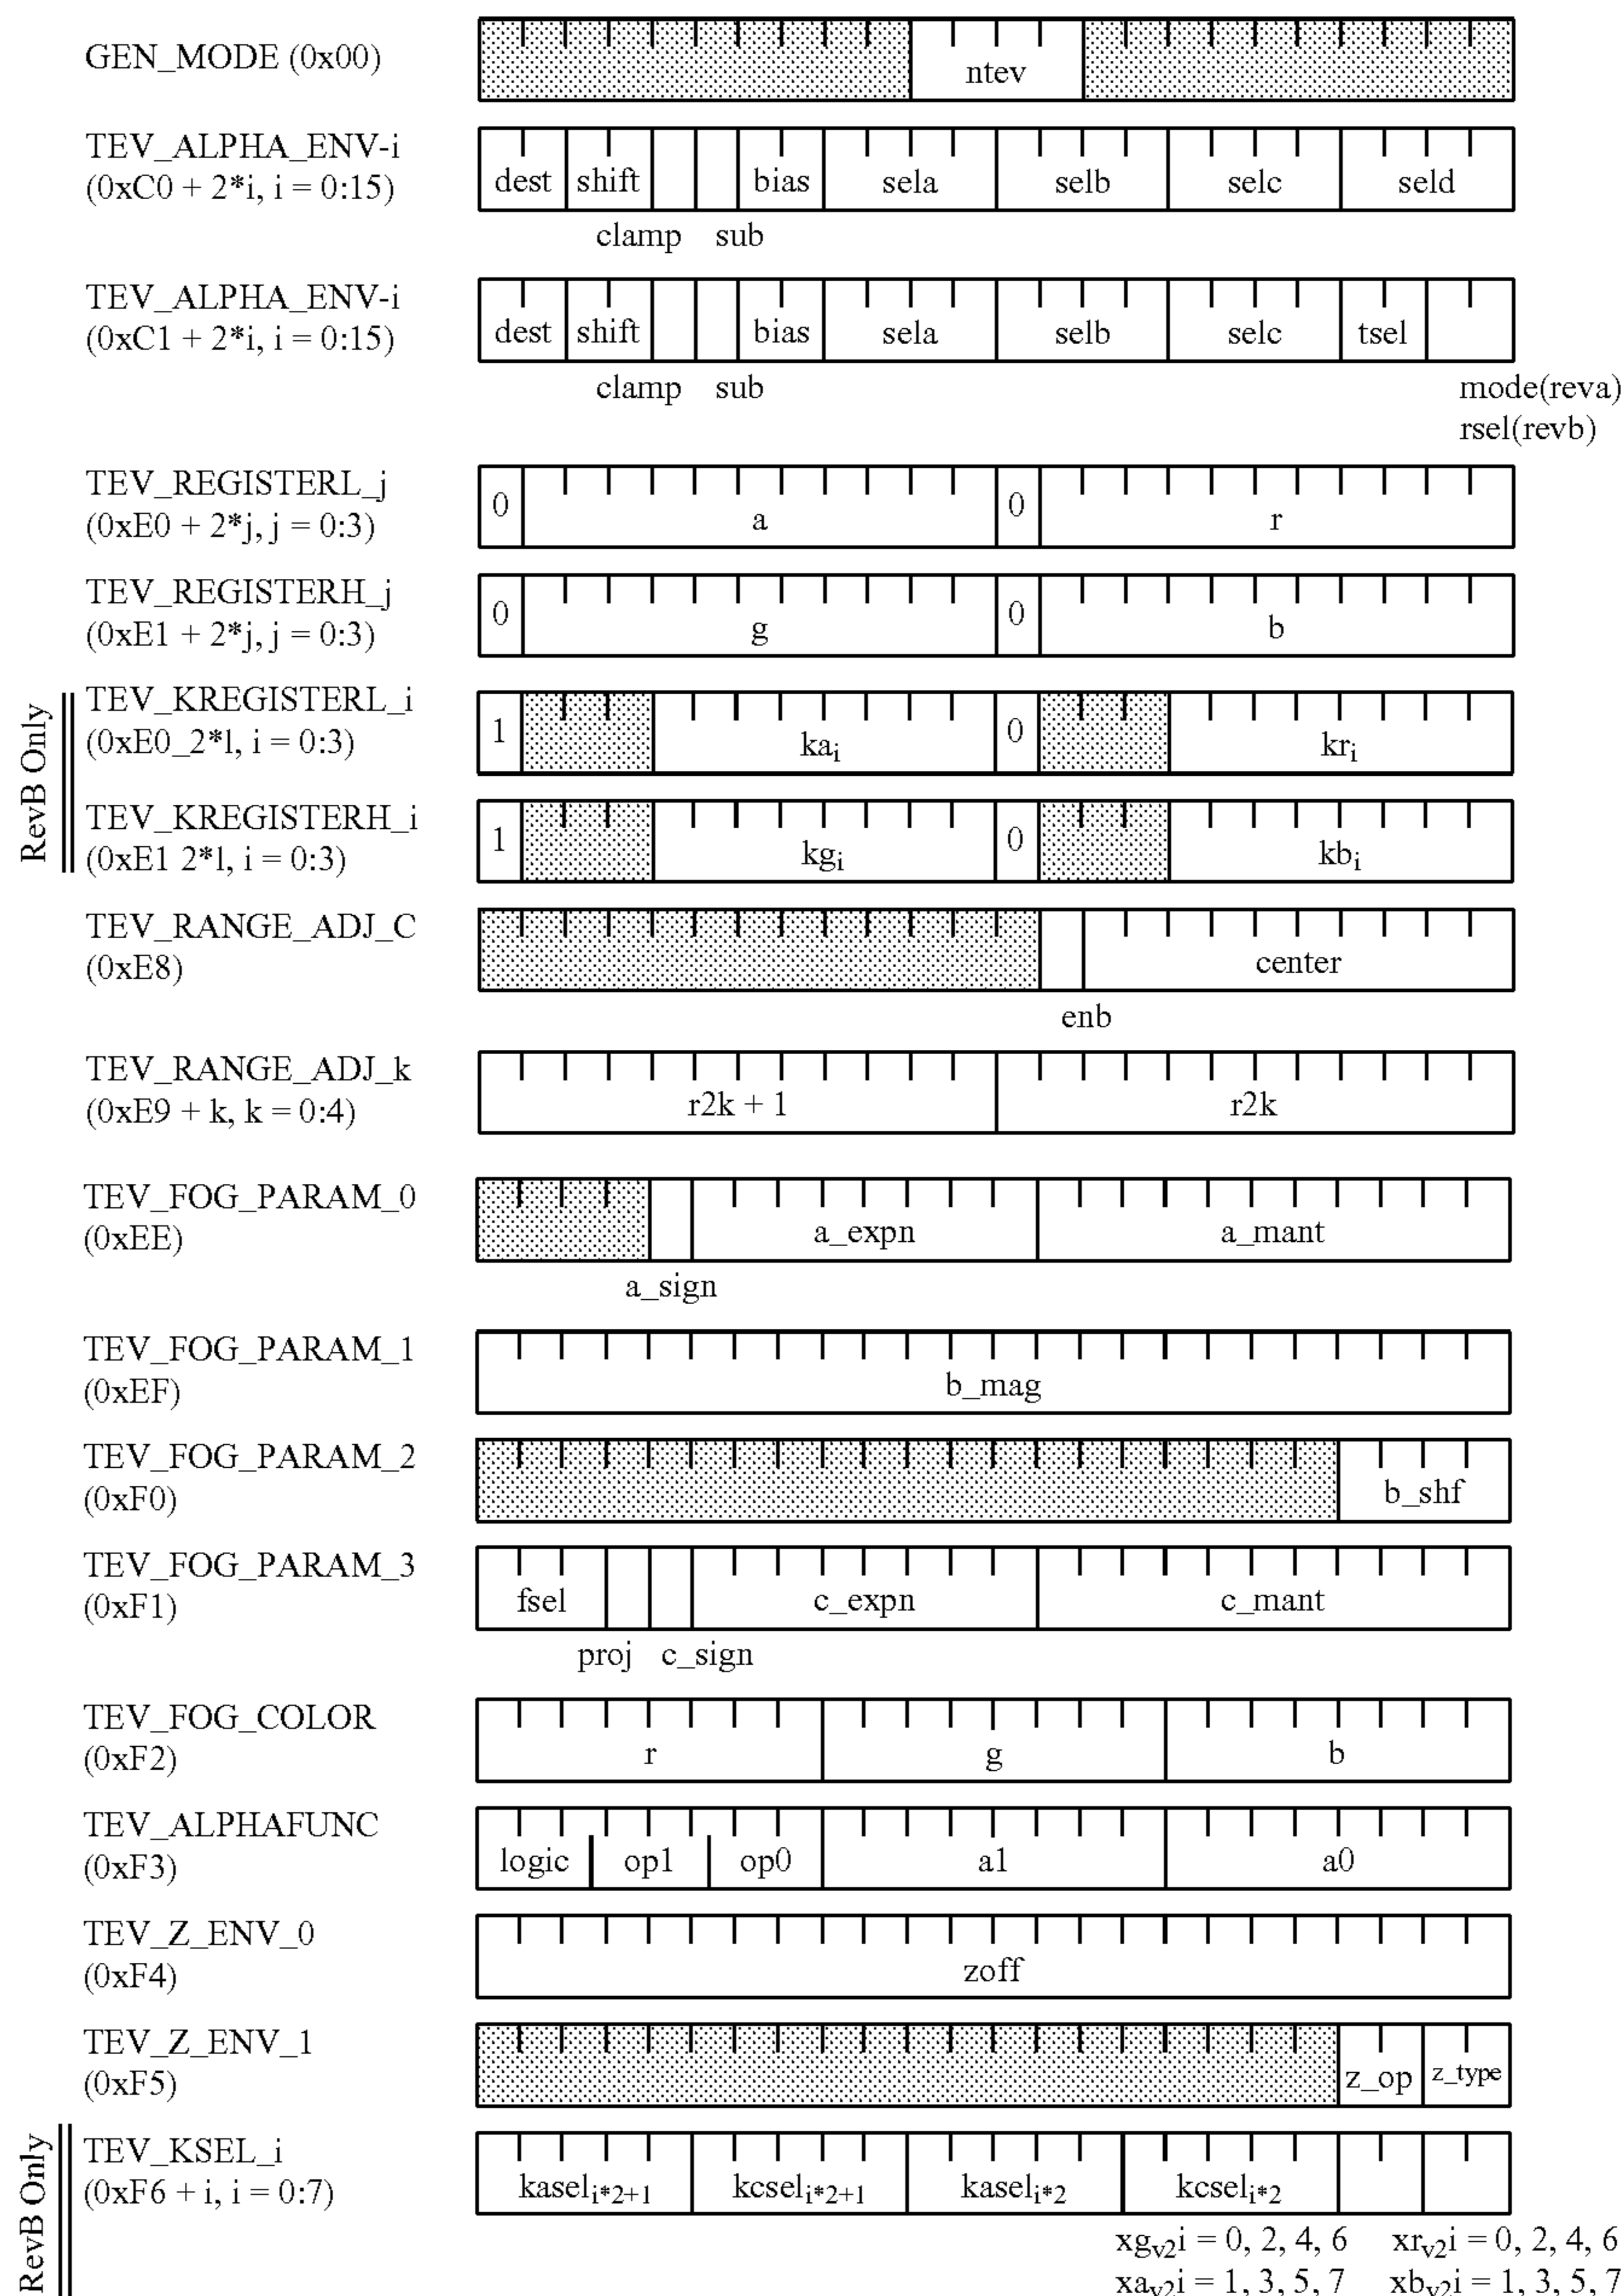 GEN_MODE (0x00)
ntev
TEV_ALPHA_ENV-i
(0xC0 + 2*i, i = 0:15)
dest shift bias sela selb selc seld
clamp sub
TEV_ALPHA_ENV-i
(0xC1 + 2*i, i = 0:15)
dest shift bias sela selb selc tsel
clamp sub mode(reva)
rsel(revb)
TEV_REGISTERL_j
(0xE0 + 2*j, j = 0:3)
0 a 0 r
TEV_REGISTERH_j
(0xE1 + 2*j, j = 0:3)
0 g 0 b
RevB Only
TEV_KREGISTERL_i
(0xE0_2*l, i = 0:3)
1 kai 0 kri
TEV_KREGISTERH_i
(0xE1 2*l, i = 0:3)
1 kgi 0 kbi
TEV_RANGE_ADJ_C
(0xE8)
center
enb
TEV_RANGE_ADJ_k
(0xE9 + k, k = 0:4)
r2k + 1 r2k
TEV_FOG_PARAM_0
(0xEE)
a_expn a_mant
a_sign
TEV_FOG_PARAM_1
(0xEF)
b_mag
TEV_FOG_PARAM_2
(0xF0)
b_shf
TEV_FOG_PARAM_3
(0xF1)
fsel c_expn c_mant
proj c_sign
TEV_FOG_COLOR
(0xF2)
r g b
TEV_ALPHAFUNC
(0xF3)
logic op1 op0 a1 a0
TEV_Z_ENV_0
(0xF4)
zoff
TEV_Z_ENV_1
(0xF5)
z_op z_type
RevB Only
TEV_KSEL_i
(0xF6 + i, i = 0:7)
kaseli*2+1 kcseli*2+1 kaseli*2 kcseli*2
xgv2i = 0, 2, 4, 6 xrv2i = 0, 2, 4, 6
xav2i = 1, 3, 5, 7 xbv2i = 1, 3, 5, 7